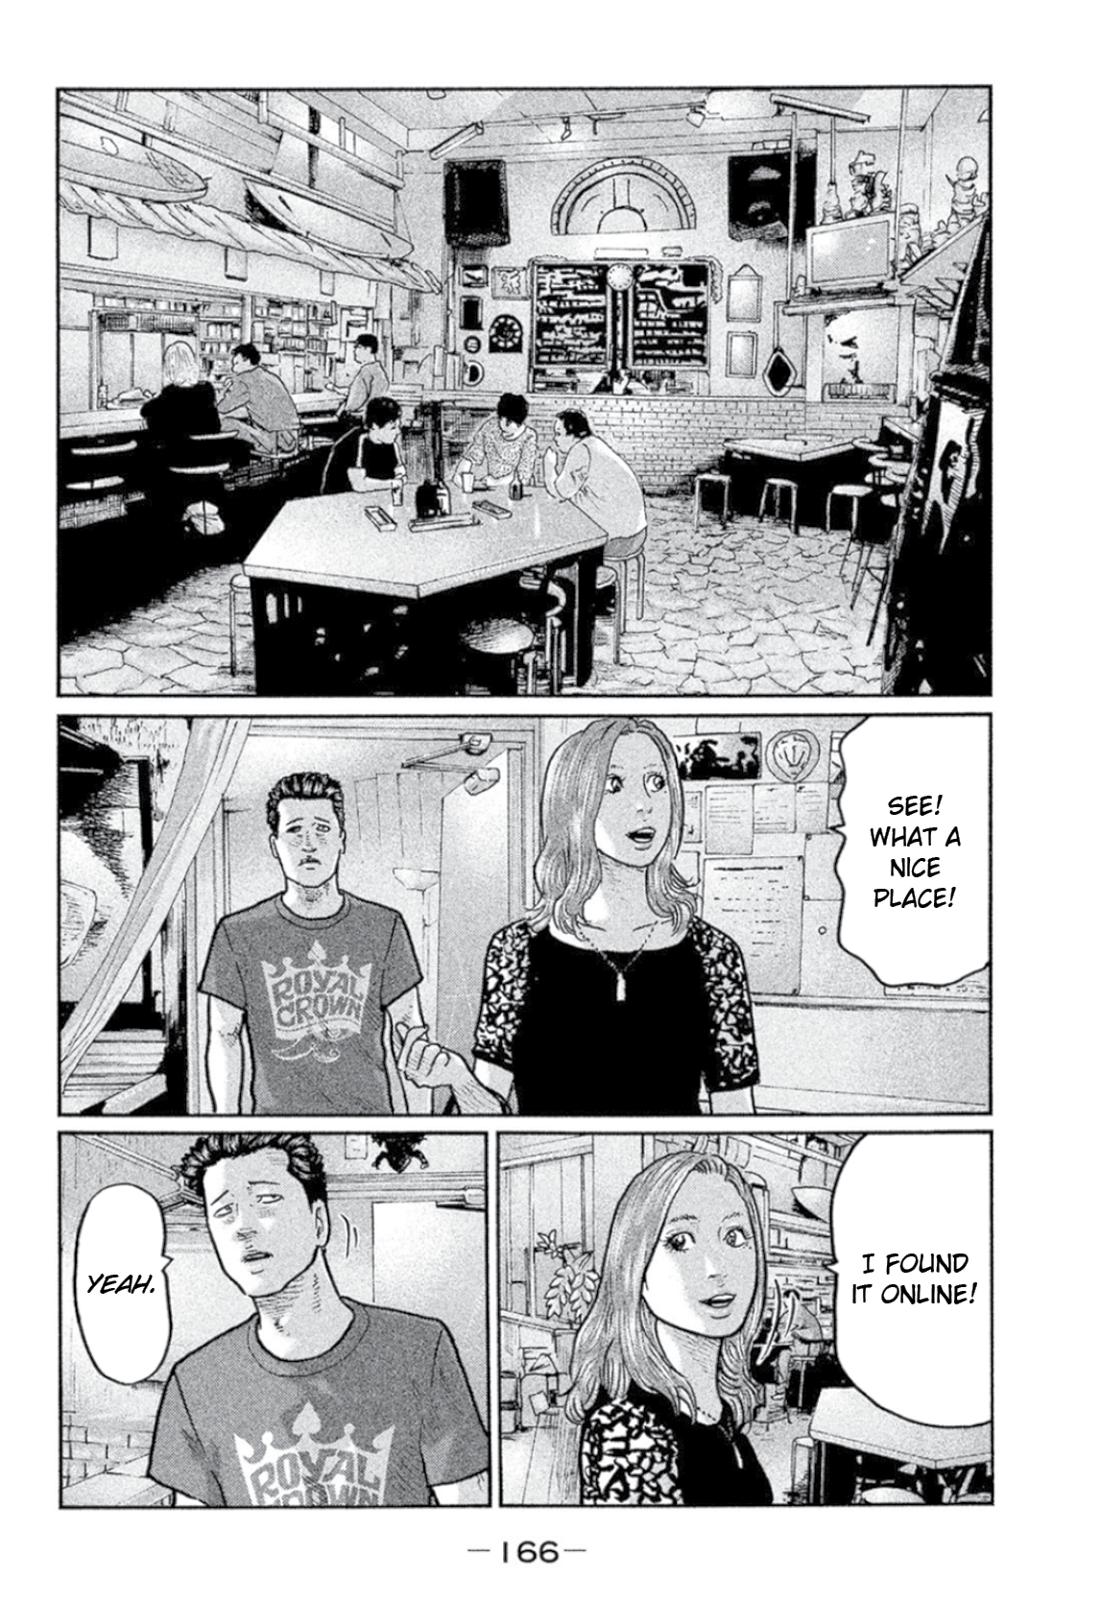 SEE!
WHAT A
NICE
PLACE!
ROYAL
CROWN
I FOUND
IT ONLINE!
YEAH.
ROYAL
CROWN
—166—